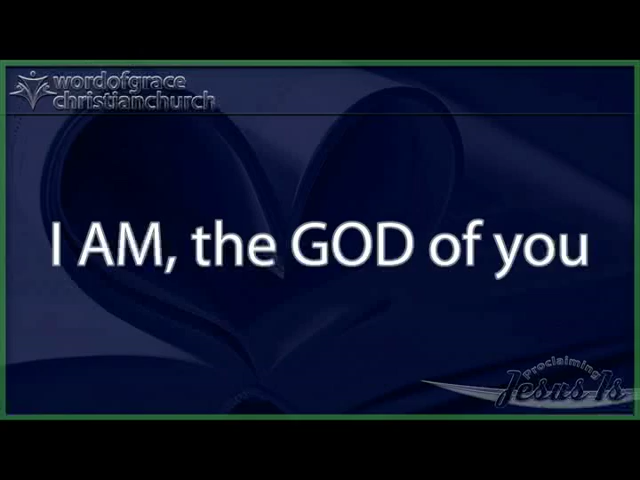 wordofgrace
christianchurch
I AM, the GOD of you
Proclaiming
Jesus Is